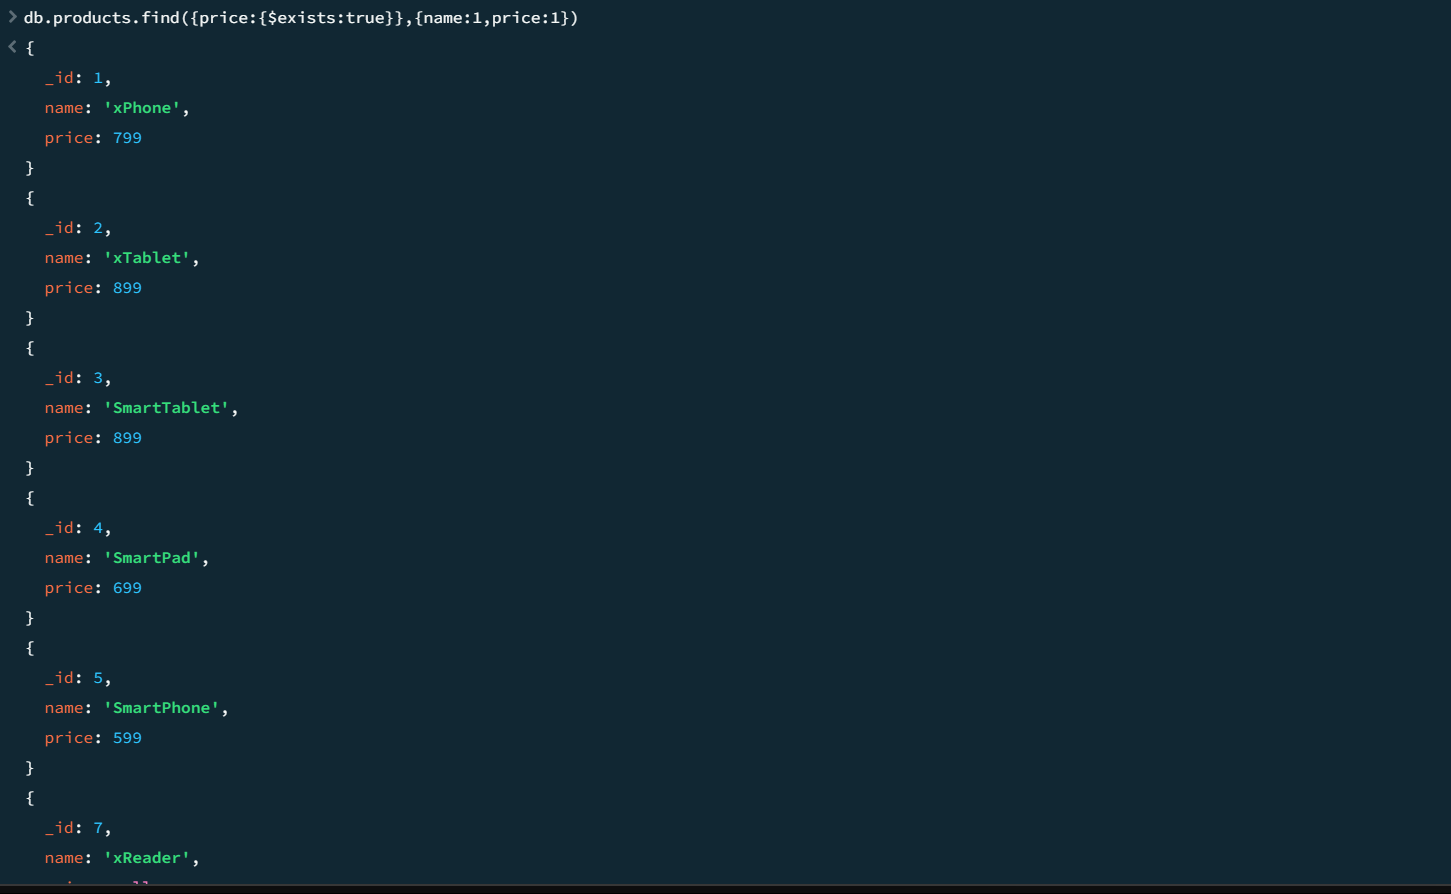 > db.products.find({price:{$exists:true}},{name:1,price:1})
< {
_id: 1,
name: 'xPhone',
price: 799
}
{
_id: 2,
name: 'xTablet',
price: 899
}
{
_id: 3,
name: 'SmartTablet',
price: 899
}
{
_id: 4,
name: 'SmartPad',
price: 699
}
{
_id: 5,
name: 'SmartPhone',
price: 599
}
{
_id: 7,
name: 'xReader',